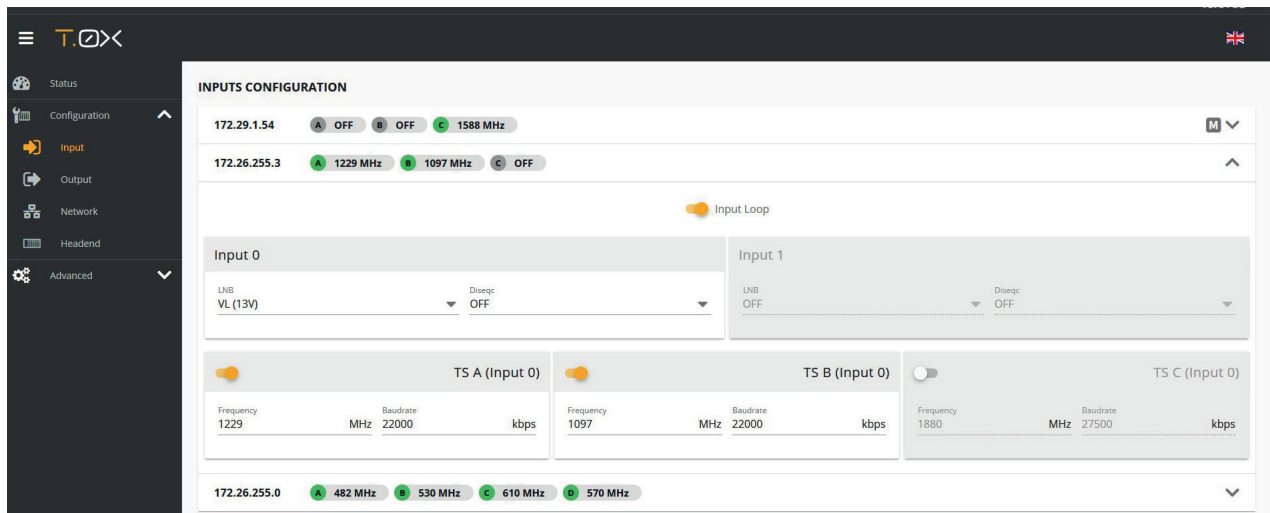 T.0X
Status
Configuration
Input
Output
Network
Headend
Advanced
INPUTS CONFIGURATION
172.29.1.54 A OFF B OFF C 1588 MHz M
172.26.255.3 A 1229 MHz B 1097 MHz C OFF
Input Loop
Input 0
LNB Diseqc
VL (13V) OFF
Input 1
LNB Diseqc
OFF OFF
TS A (Input 0)
Frequency Baudrate
1229 MHz 22000 kbps
TS B (Input 0)
Frequency Baudrate
1097 MHz 22000 kbps
TS C (Input 0)
Frequency Baudrate
1880 MHz 27500 kbps
172.26.255.0 A 482 MHz B 530 MHz C 610 MHz D 570 MHz